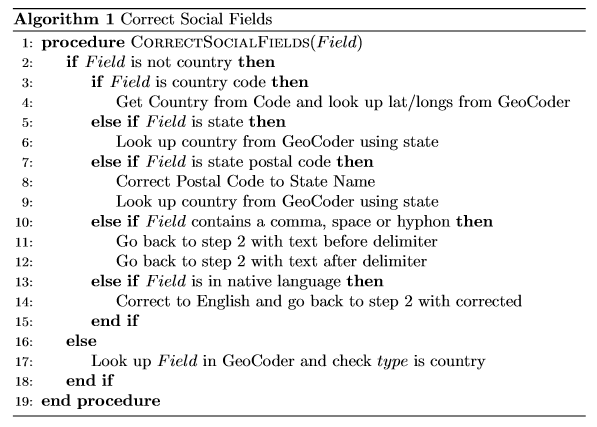 Algorithm 1 Correct Social Fields
1: procedure CORRECTSOCIALFIELDS(Field)
2: if Field is not country then
3: if Field is country code then
4: Get Country from Code and look up lat/longs from GeoCoder
5: else if Field is state then
6: Look up country from GeoCoder using state
7: else if Field is state postal code then
8: Correct Postal Code to State Name
9: Look up country from GeoCoder using state
10: else if Field contains a comma, space or hyphon then
11: Go back to step 2 with text before delimiter
12: Go back to step 2 with text after delimiter
13: else if Field is in native language then
14: Correct to English and go back to step 2 with corrected
15: end if
16: else
17: Look up Field in GeoCoder and check type is country
18: end if
19: end procedure